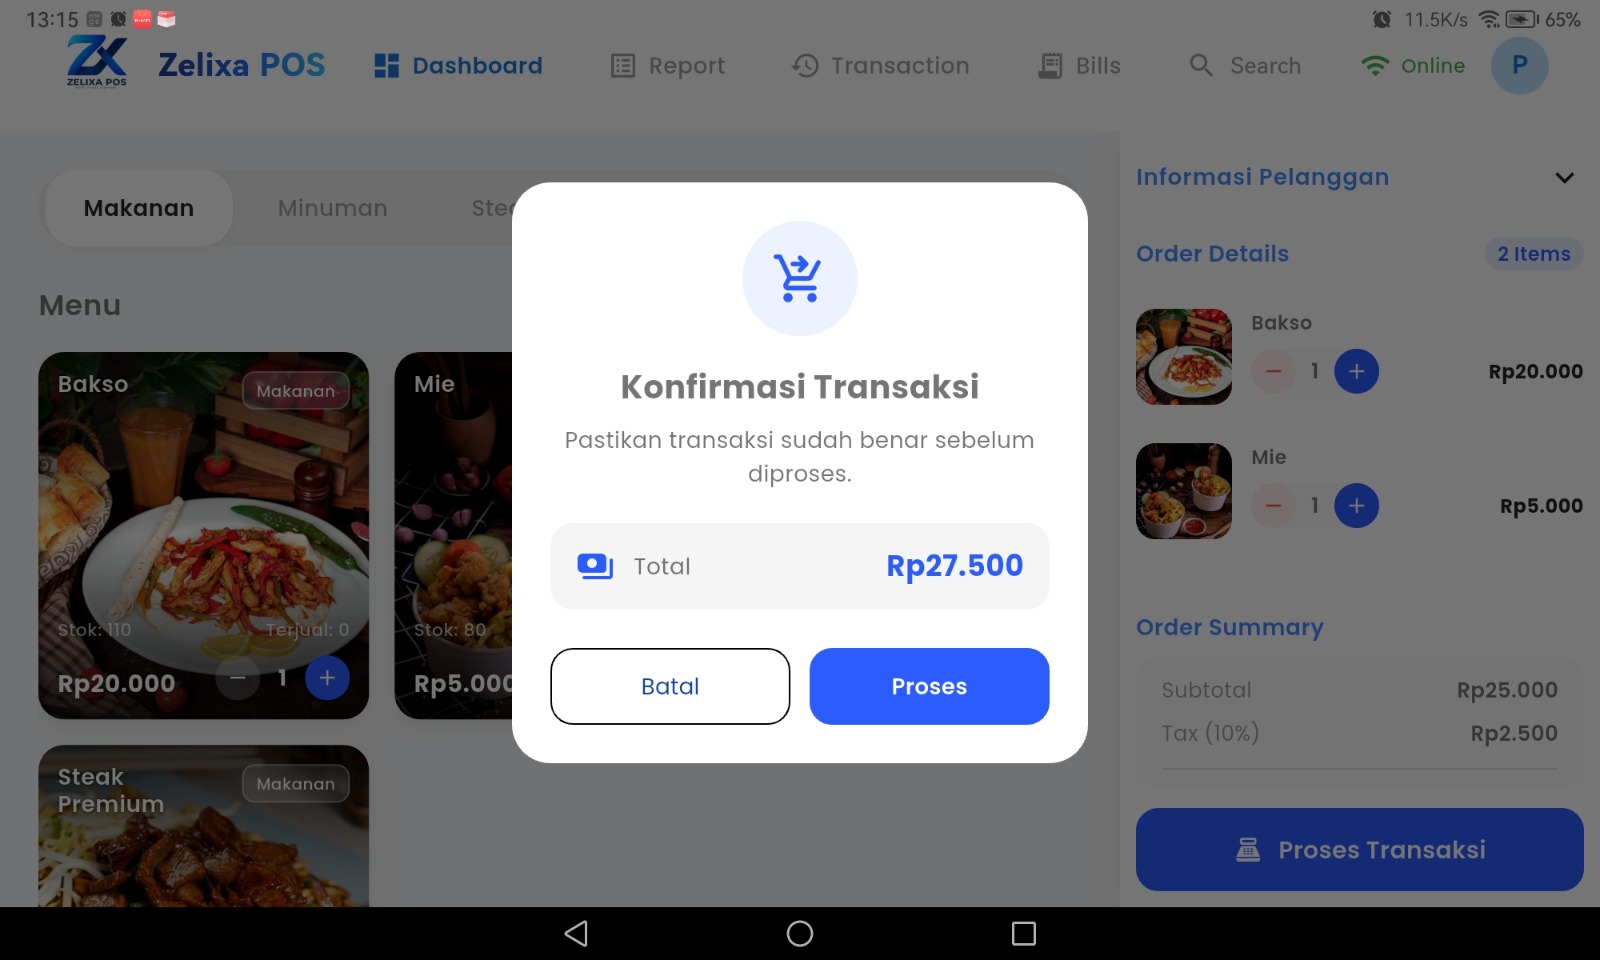 13:15
11.5K/s
65%
ZK
ZELIXA POS
Zelixa POS
Dashboard
Report
Transaction
Bills
Search
Online
P
Makanan
Minuman
Menu
Bakso
Makanan
Stok: 110
Terjual: 0
Rp20.000
1
Mie
Stok: 80
Steak
Premium
Makanan
Konfirmasi Transaksi
Pastikan transaksi sudah benar sebelum
diproses.
Total
Rp27.500
Batal
Proses
Informasi Pelanggan
Order Details
2 Items
Bakso
1
Rp20.000
Mie
1
Rp5.000
Order Summary
Subtotal
Rp25.000
Tax (10%)
Rp2.500
Proses Transaksi